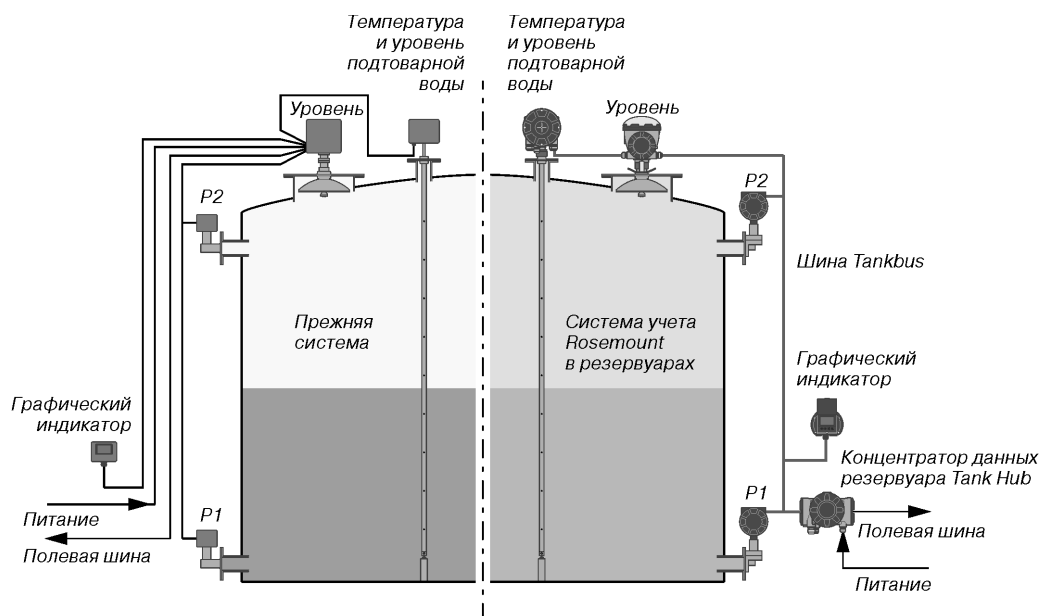 Температура
и уровень
подтоварной
воды
Температура
и уровень
подтоварной
воды
Уровень
Уровень
P2
P2
Шина Tankbus
Прежняя
система
Система учета
Rosemount
в резервуарах
Графический
индикатор
Графический
индикатор
Концентратор данных
резервуара Tank Hub
P1
P1
Питание
Полевая шина
Полевая шина
Питание